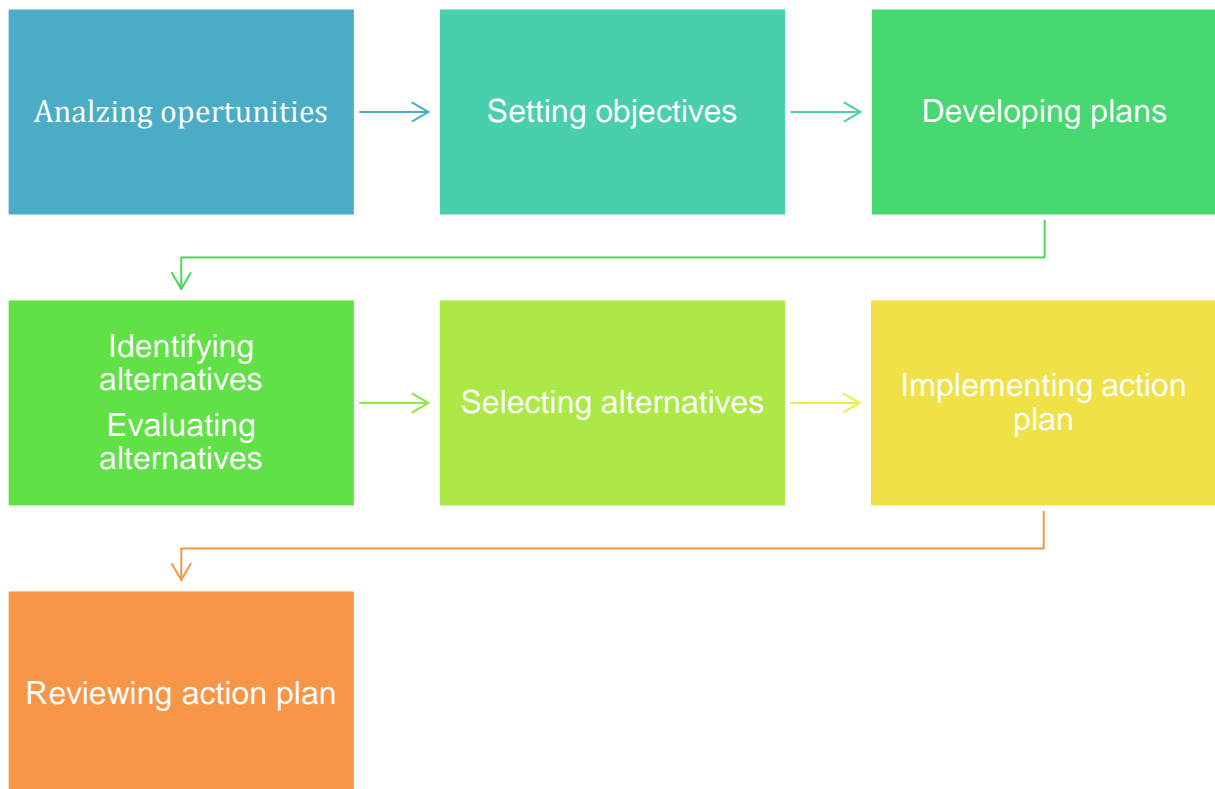 Analzing opertunities
Setting objectives
Developing plans
Identifying
alternatives
Evaluating
alternatives
Selecting alternatives
Implementing action
plan
Reviewing action plan